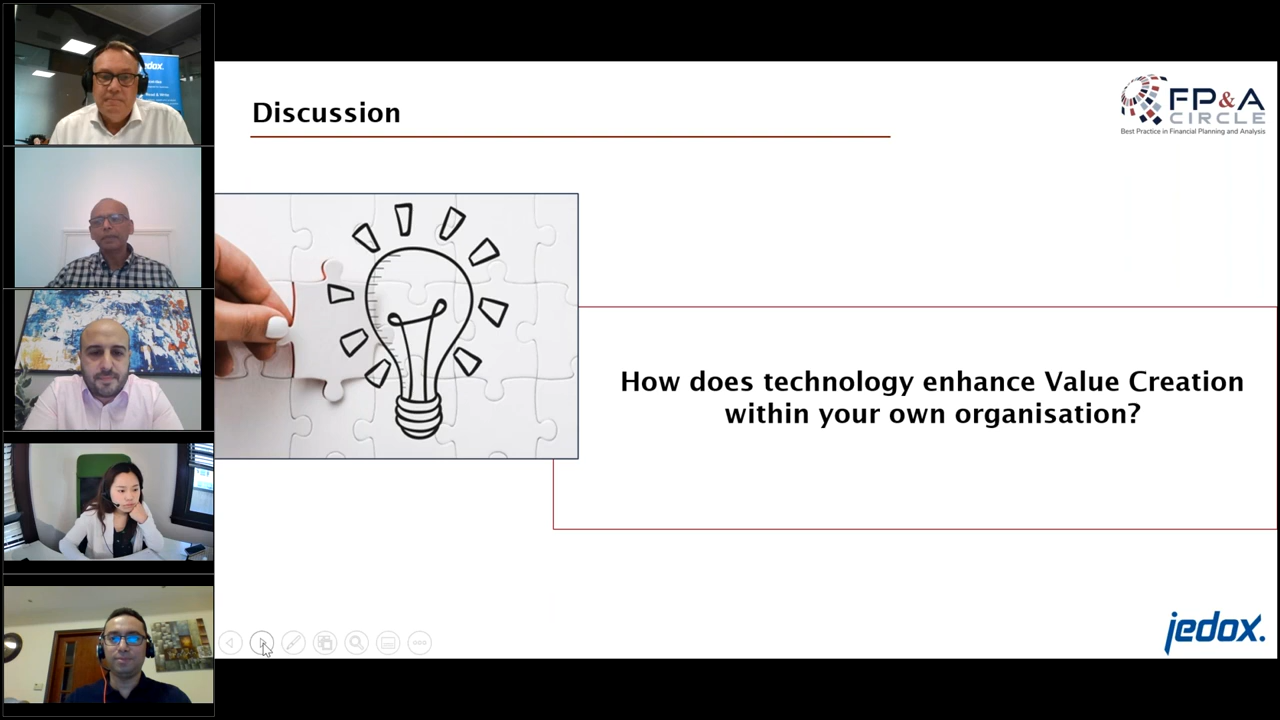 jedox.
Discussion
FP&A
CIRCLE
Best Practice in Financial Planning and Analysis
How does technology enhance Value Creation
within your own organisation?
jedox.